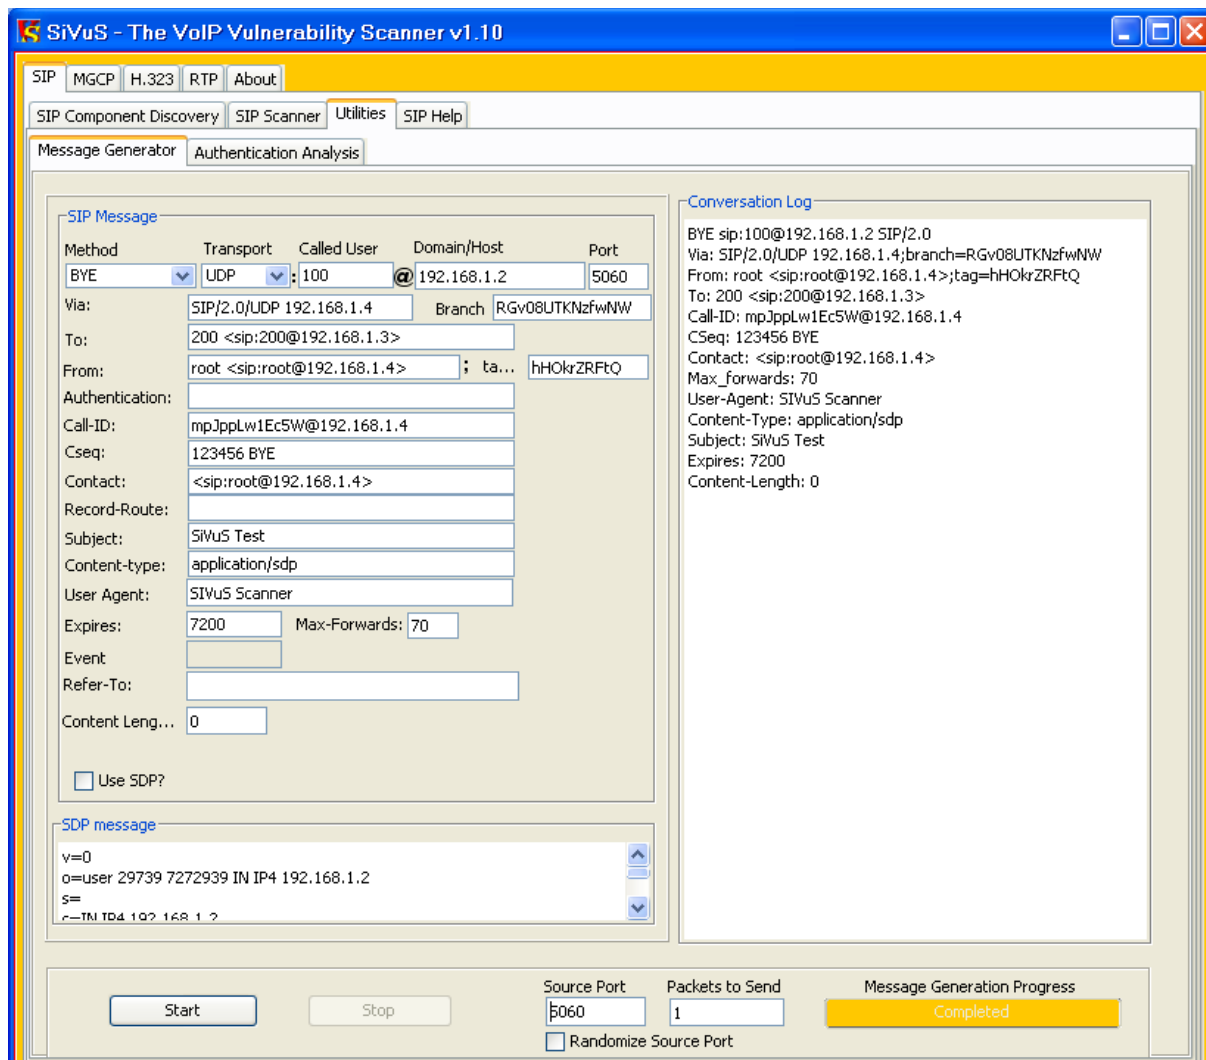 SiVuS - The VoIP Vulnerability Scanner v1.10
SIP MGCP H.323 RTP About
SIP Component Discovery SIP Scanner Utilities SIP Help
Message Generator Authentication Analysis
SIP Message
Method Transport Called User Domain/Host Port
BYE UDP : 100 @ 192.168.1.2 5060
Via: SIP/2.0/UDP 192.168.1.4 Branch RGv08UTKNzfwNW
To: 200 <sip:200@192.168.1.3>
From: root <sip:root@192.168.1.4> ; ta... hHOkrZRFtQ
Authentication:
Call-ID: mpJppLw1Ec5W@192.168.1.4
Cseq: 123456 BYE
Contact: <sip:root@192.168.1.4>
Record-Route:
Subject: SiVuS Test
Content-type: application/sdp
User Agent: SIVuS Scanner
Expires: 7200 Max-Forwards: 70
Event
Refer-To:
Content Leng... 0
Use SDP?
SDP message
v=0
o=user 29739 7272939 IN IP4 192.168.1.2
s=
c=IN IP4 192.168.1.2
Conversation Log
BYE sip:100@192.168.1.2 SIP/2.0
Via: SIP/2.0/UDP 192.168.1.4;branch=RGv08UTKNzfwNW
From: root <sip:root@192.168.1.4>;tag=hHOkrZRFtQ
To: 200 <sip:200@192.168.1.3>
Call-ID: mpJppLw1Ec5W@192.168.1.4
CSeq: 123456 BYE
Contact: <sip:root@192.168.1.4>
Max_forwards: 70
User-Agent: SIVuS Scanner
Content-Type: application/sdp
Subject: SiVuS Test
Expires: 7200
Content-Length: 0
Start Stop
Source Port Packets to Send Message Generation Progress
5060 1 Completed
Randomize Source Port